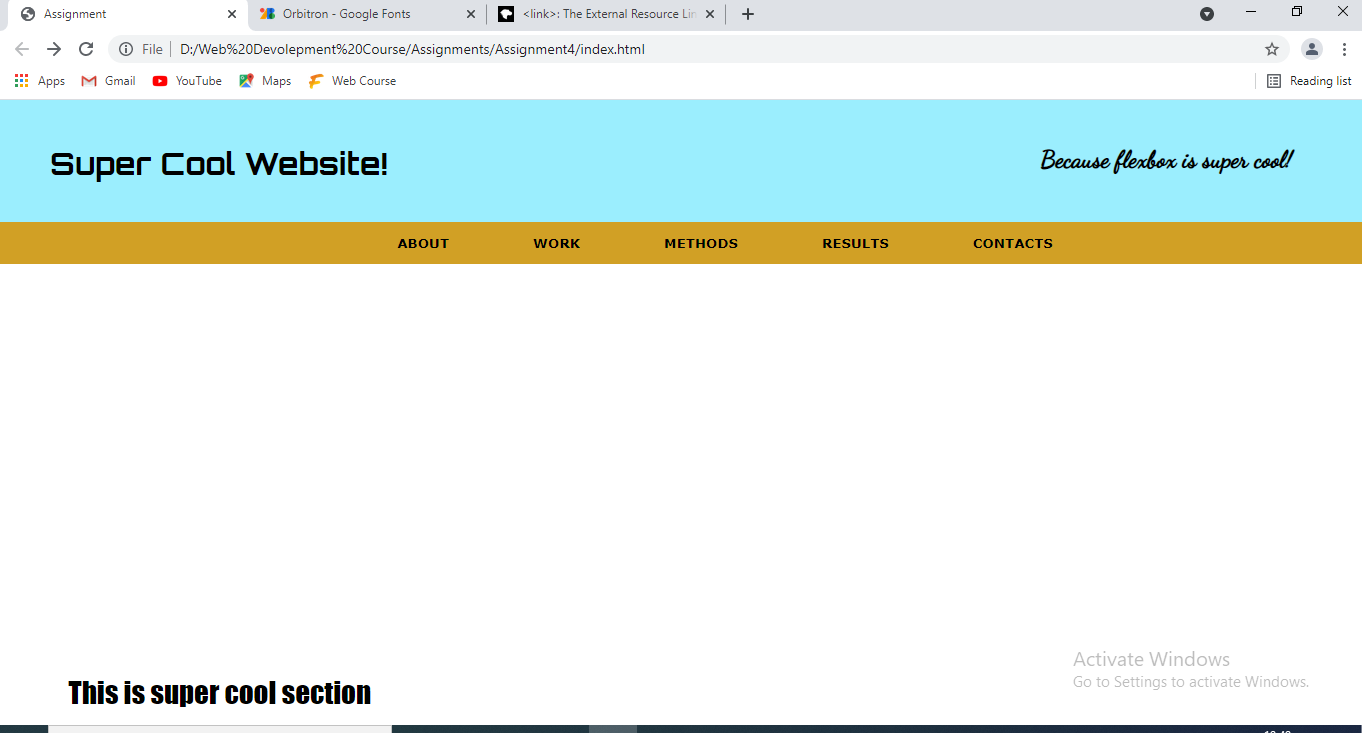 Assignment
Orbitron - Google Fonts
<link>: The External Resource Lin
File
D:/Web%20Devolepment%20Course/Assignments/Assignment4/index.html
Apps
Gmail
YouTube
Maps
Web Course
Reading list
Super Cool Website!
Because flexbox is super cool!
ABOUT
WORK
METHODS
RESULTS
CONTACTS
Activate Windows
Go to Settings to activate Windows.
This is super cool section